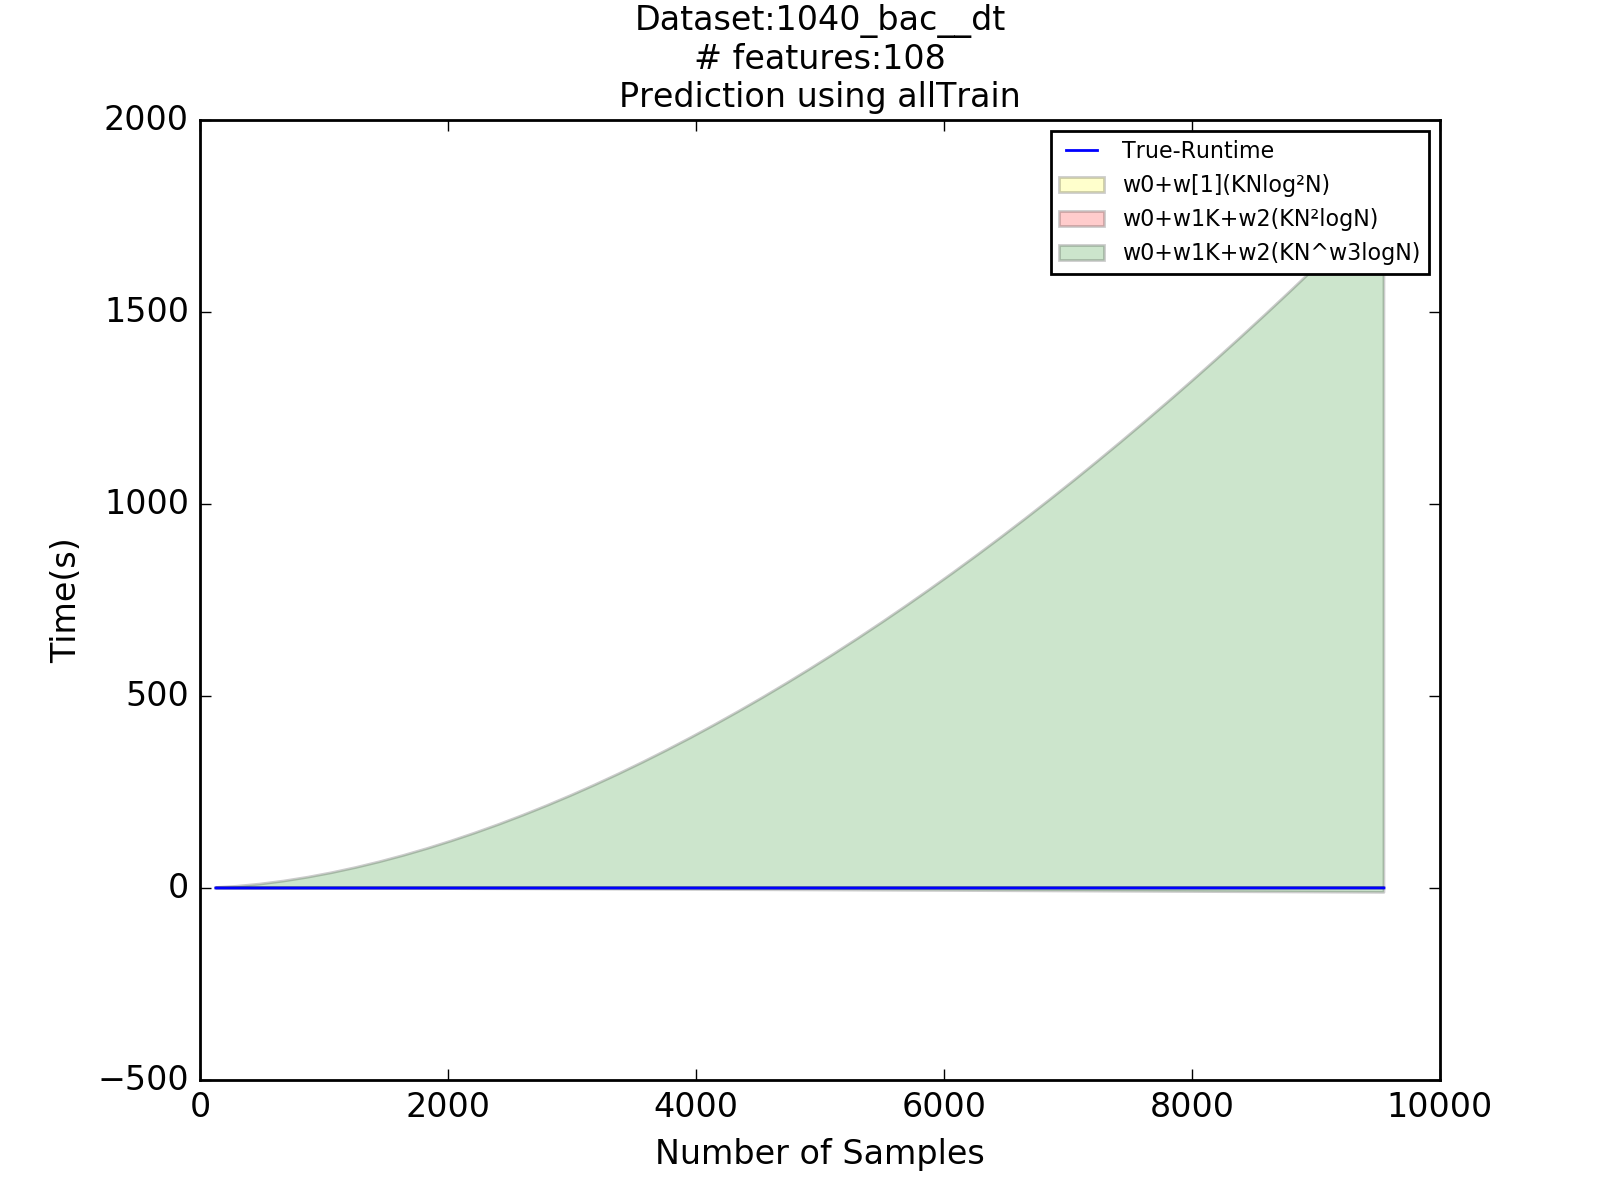 Dataset:1040_bac__dt
# features:108
Prediction using allTrain
2000
1500
1000
500
0
−500
Time(s)
True-Runtime
w0+w[1](KNlog²N)
w0+w1K+w2(KN²logN)
w0+w1K+w2(KN^w3logN)
0 2000 4000 6000 8000 10000
Number of Samples